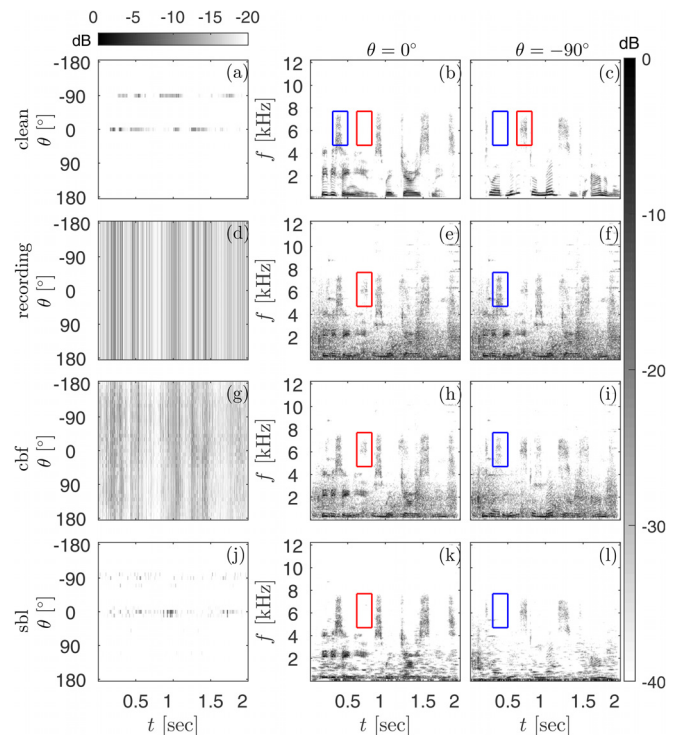 0 -5 -10 -15 -20
dB
θ = 0°
θ = −90°
dB
clean
θ [°]
-180
-90
0
90
180
(a)
f [kHz]
12
10
8
6
4
2
(b)
(c)
0
recording
θ [°]
-180
-90
0
90
180
(d)
f [kHz]
12
10
8
6
4
2
(e)
(f)
-10
cbf
θ [°]
-180
-90
0
90
180
(g)
f [kHz]
12
10
8
6
4
2
(h)
(i)
-20
-30
sbl
θ [°]
-180
-90
0
90
180
(j)
f [kHz]
12
10
8
6
4
2
(k)
(l)
-40
0.5 1 1.5 2
0.5 1 1.5 2
0.5 1 1.5 2
t [sec]
t [sec]
t [sec]